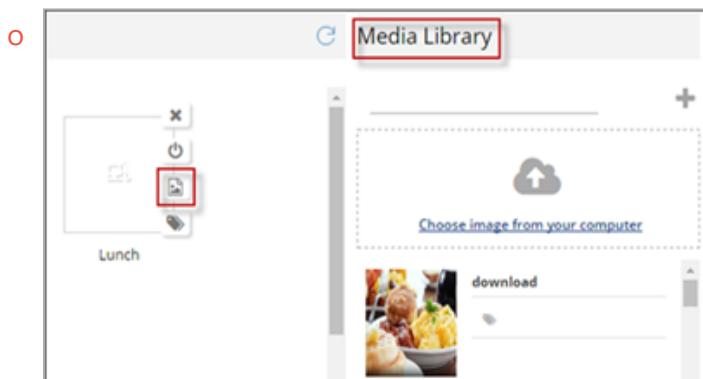 o
Media Library
Choose image from your computer
Lunch
download